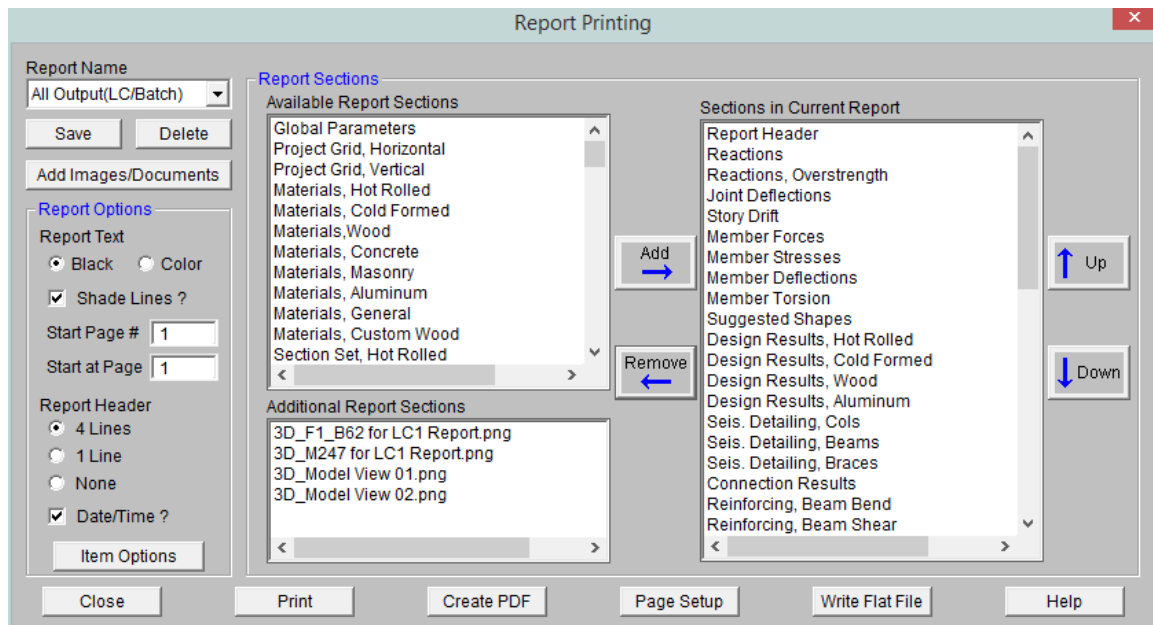 Report Printing
Report Name
All Output(LC/Batch)
Save
Delete
Add Images/Documents
Report Options
Report Text
Black
Color
Shade Lines ?
Start Page # 1
Start at Page 1
Report Header
4 Lines
1 Line
None
Date/Time ?
Item Options
Report Sections
Available Report Sections
Global Parameters
Project Grid, Horizontal
Project Grid, Vertical
Materials, Hot Rolled
Materials, Cold Formed
Materials,Wood
Materials, Concrete
Materials, Masonry
Materials, Aluminum
Materials, General
Materials, Custom Wood
Section Set, Hot Rolled
Additional Report Sections
3D_F1_B62 for LC1 Report.png
3D_M247 for LC1 Report.png
3D_Model View 01.png
3D_Model View 02.png
Add
Remove
Sections in Current Report
Report Header
Reactions
Reactions, Overstrength
Joint Deflections
Story Drift
Member Forces
Member Stresses
Member Deflections
Member Torsion
Suggested Shapes
Design Results, Hot Rolled
Design Results, Cold Formed
Design Results, Wood
Design Results, Aluminum
Seis. Detailing, Cols
Seis. Detailing, Beams
Seis. Detailing, Braces
Connection Results
Reinforcing, Beam Bend
Reinforcing, Beam Shear
Up
Down
Close
Print
Create PDF
Page Setup
Write Flat File
Help